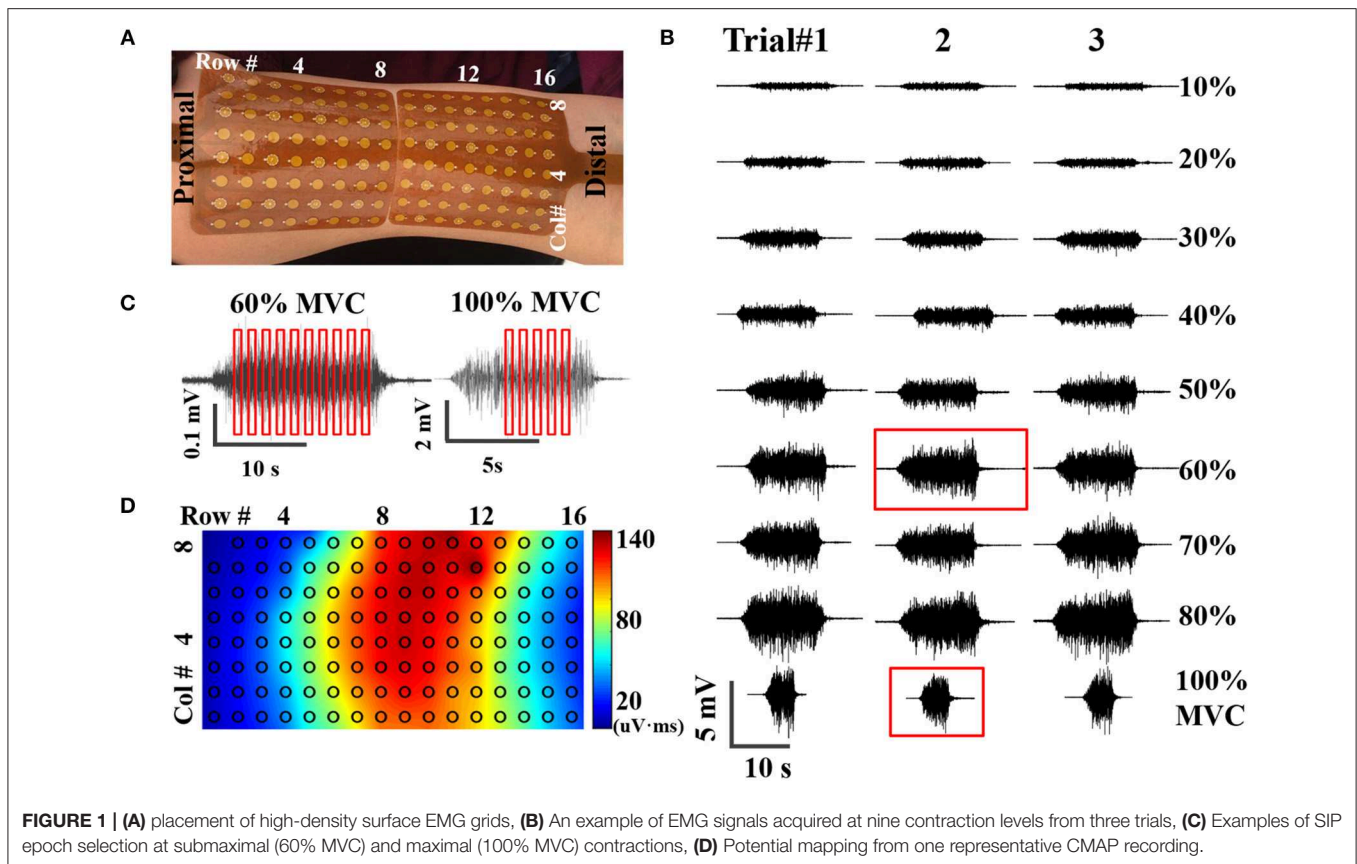 A
Row # 4 8 12 16
Proximal
8
4
Col#
Distal
B
Trial#1 2 3
10%
20%
30%
40%
50%
60%
70%
80%
100%
MVC
5 mV
10 s
C
60% MVC 100% MVC
0.1 mV
10 s
2 mV
5s
D
Row # 4 8 12 16
8
4
Col #
140
80
20
(uV·ms)
FIGURE 1 | (A) placement of high-density surface EMG grids, (B) An example of EMG signals acquired at nine contraction levels from three trials, (C) Examples of SIP
epoch selection at submaximal (60% MVC) and maximal (100% MVC) contractions, (D) Potential mapping from one representative CMAP recording.